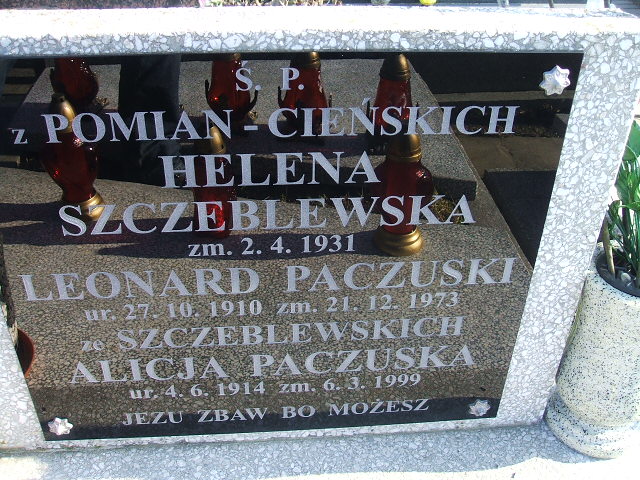 S. P.
z POMIAN - CIEŃSKICH
HELENA
SZCZEBLEWSKA
zm. 2. 4. 1931
LEONARD PACZUSKI
ur. 27. 10. 1910 zm. 21. 12. 1973
ze SZCZEBLEWSKICH
ALICJA PACZUSKA
ur. 4. 6. 1914 zm. 6. 3. 1999
JEZU ZBAW BO MOŻESZ